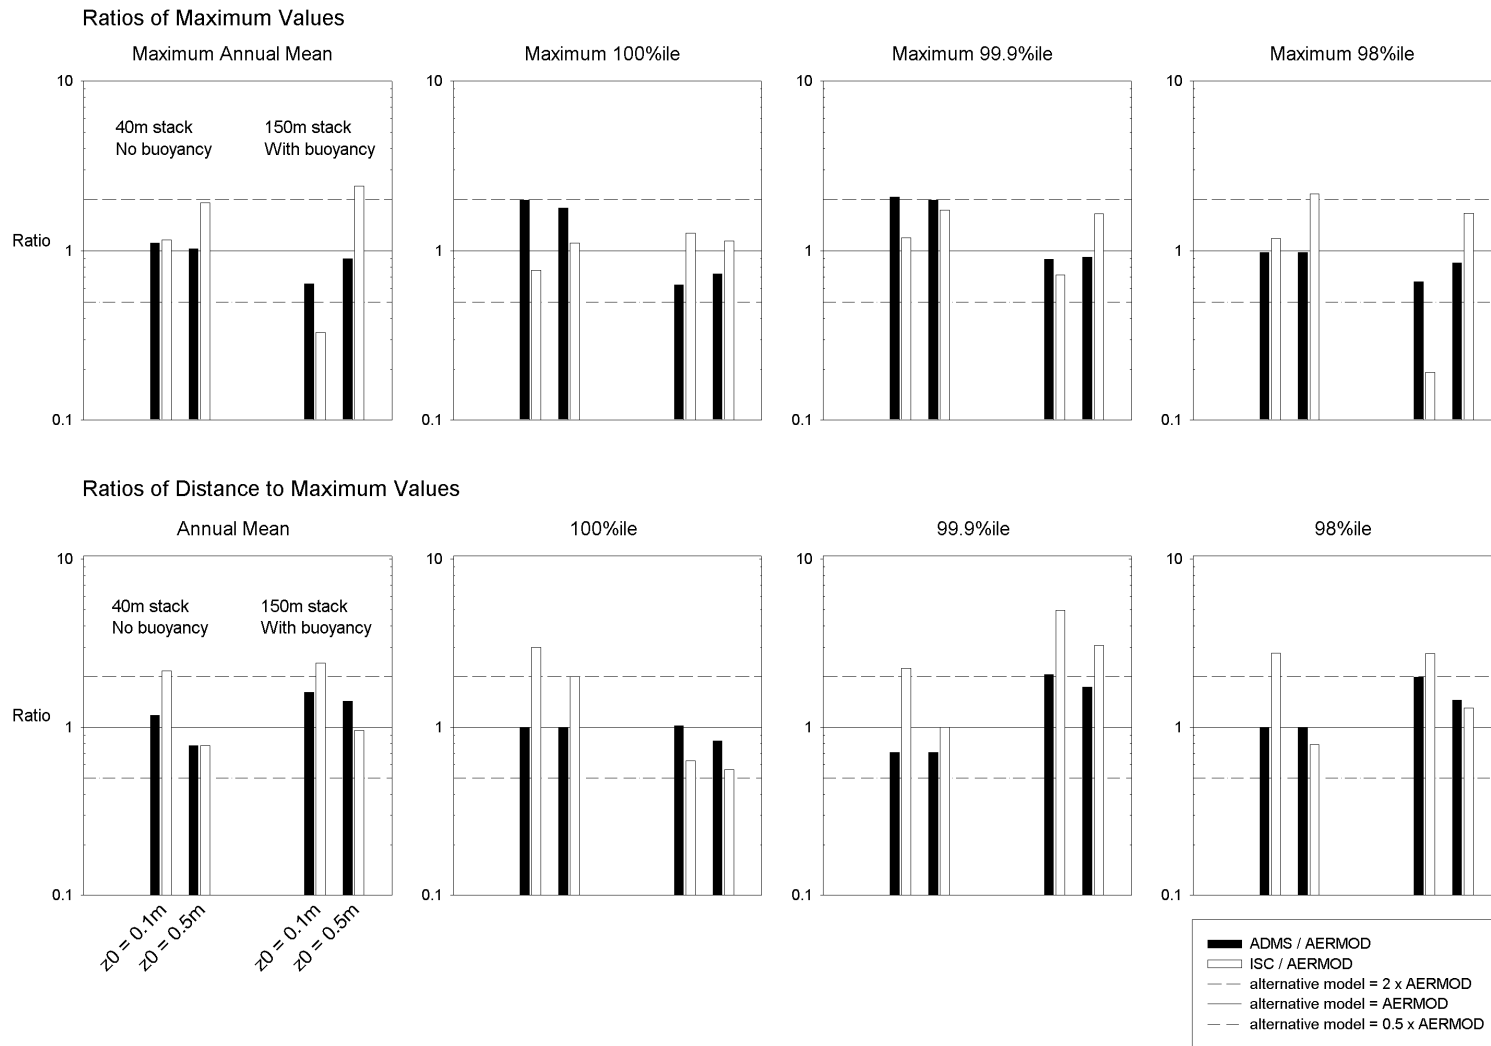 Ratios of Maximum Values
Maximum Annual Mean
Maximum 100%ile
Maximum 99.9%ile
Maximum 98%ile
10
10
10
10
40m stack
No buoyancy
150m stack
With buoyancy
Ratio
1
1
1
1
0.1
0.1
0.1
0.1
Ratios of Distance to Maximum Values
Annual Mean
100%ile
99.9%ile
98%ile
10
10
10
10
40m stack
No buoyancy
150m stack
With buoyancy
Ratio
1
1
1
1
0.1
0.1
0.1
0.1
z0 = 0.1m
z0 = 0.5m
z0 = 0.1m
z0 = 0.5m
ADMS / AERMOD
ISC / AERMOD
alternative model = 2 x AERMOD
alternative model = AERMOD
alternative model = 0.5 x AERMOD